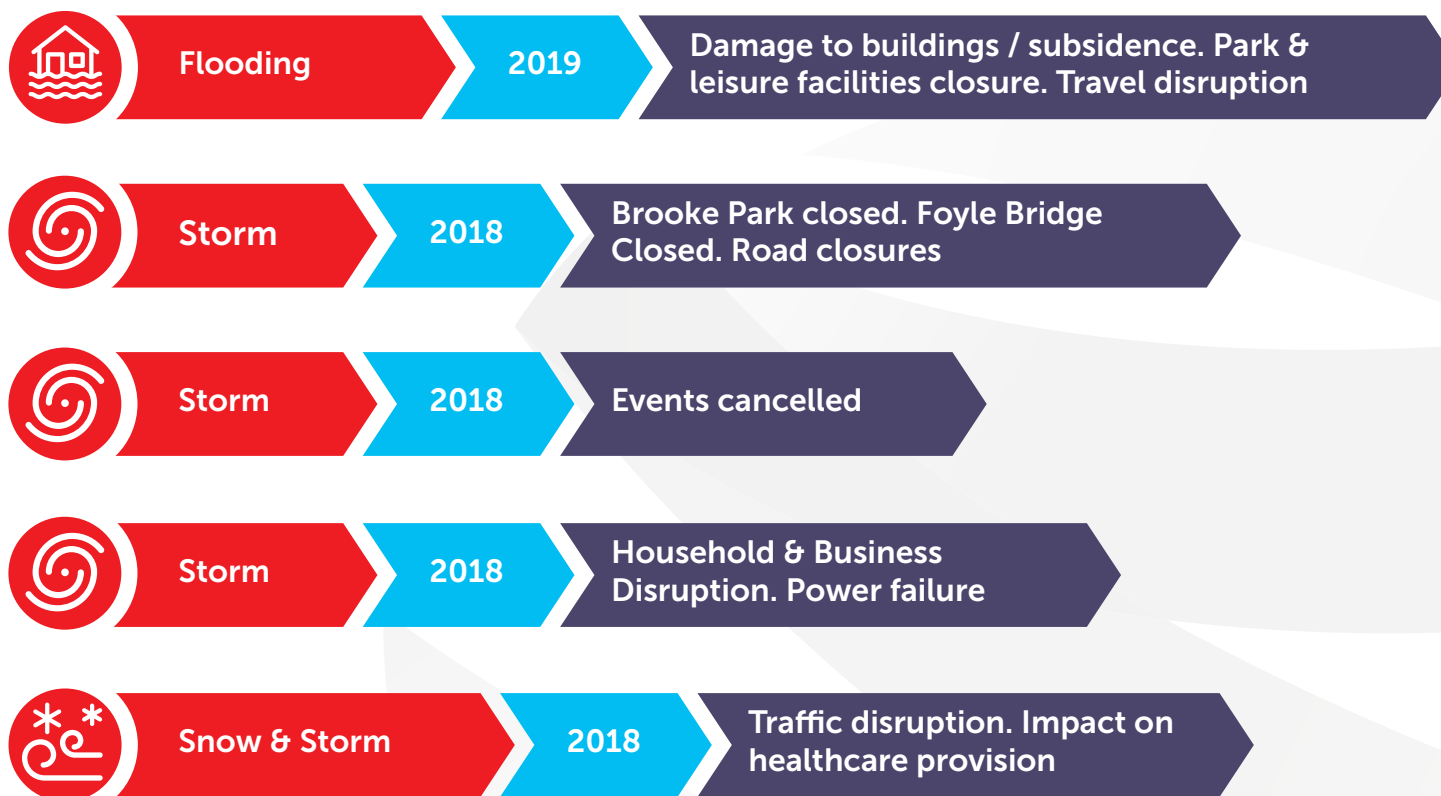 Flooding
2019
Damage to buildings / subsidence. Park &
leisure facilities closure. Travel disruption
Storm
2018
Brooke Park closed. Foyle Bridge
Closed. Road closures
Storm
2018
Events cancelled
Storm
2018
Household & Business
Disruption. Power failure
Snow & Storm
2018
Traffic disruption. Impact on
healthcare provision